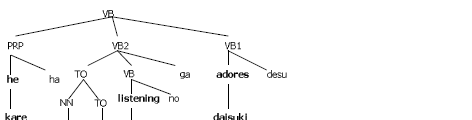 VB
PRP VB2 VB1
he ha TO VB ga adores desu
NN TO listening no
kare daisuki